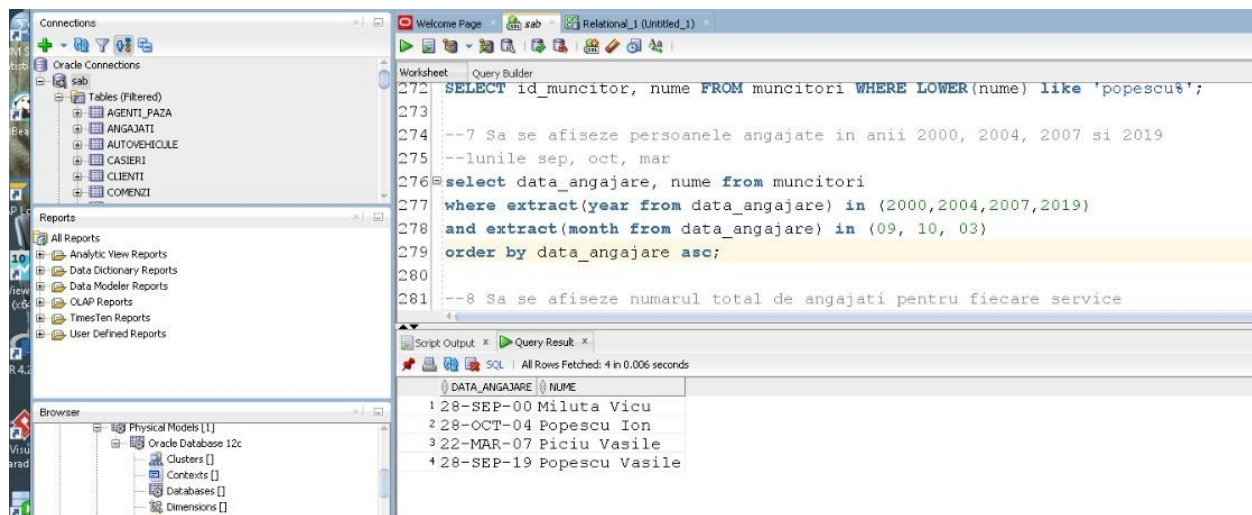 Connections
Oracle Connections
sab
Tables (Filtered)
AGENTI_PAZA
ANGAJATI
AUTOVEHICULE
CASIERI
CLIENTI
COMENZI
Reports
All Reports
Analytic View Reports
Data Dictionary Reports
Data Modeler Reports
OLAP Reports
TimesTen Reports
User Defined Reports
Browser
Physical Models [1]
Oracle Database 12c
Clusters []
Contexts []
Databases []
Dimensions []
Welcome Page sab Relational_1 (Untitled_1)
Worksheet Query Builder
272 SELECT id_muncitor, nume FROM muncitori WHERE LOWER(nume) like 'popescu%';
273
274 --7 Sa se afiseze persoanele angajate in anii 2000, 2004, 2007 si 2019
275 --lunile sep, oct, mar
276 select data_angajare, nume from muncitori
277 where extract(year from data_angajare) in (2000,2004,2007,2019)
278 and extract(month from data_angajare) in (09, 10, 03)
279 order by data_angajare asc;
280
281 --8 Sa se afiseze numarul total de angajati pentru fiecare service
Script Output x Query Result x
SQL | All Rows Fetched: 4 in 0.006 seconds
DATA_ANGAJARE NUME
1 28-SEP-00 Miluta Vicu
2 28-OCT-04 Popescu Ion
3 22-MAR-07 Piciu Vasile
4 28-SEP-19 Popescu Vasile